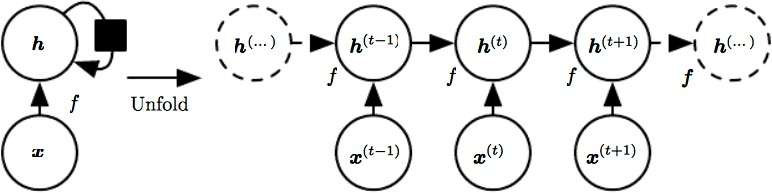 h
h^(...)
h^(t−1)
h^(t)
h^(t+1)
h^(...)
f
f
f
f
f
Unfold
x
x^(t−1)
x^(t)
x^(t+1)